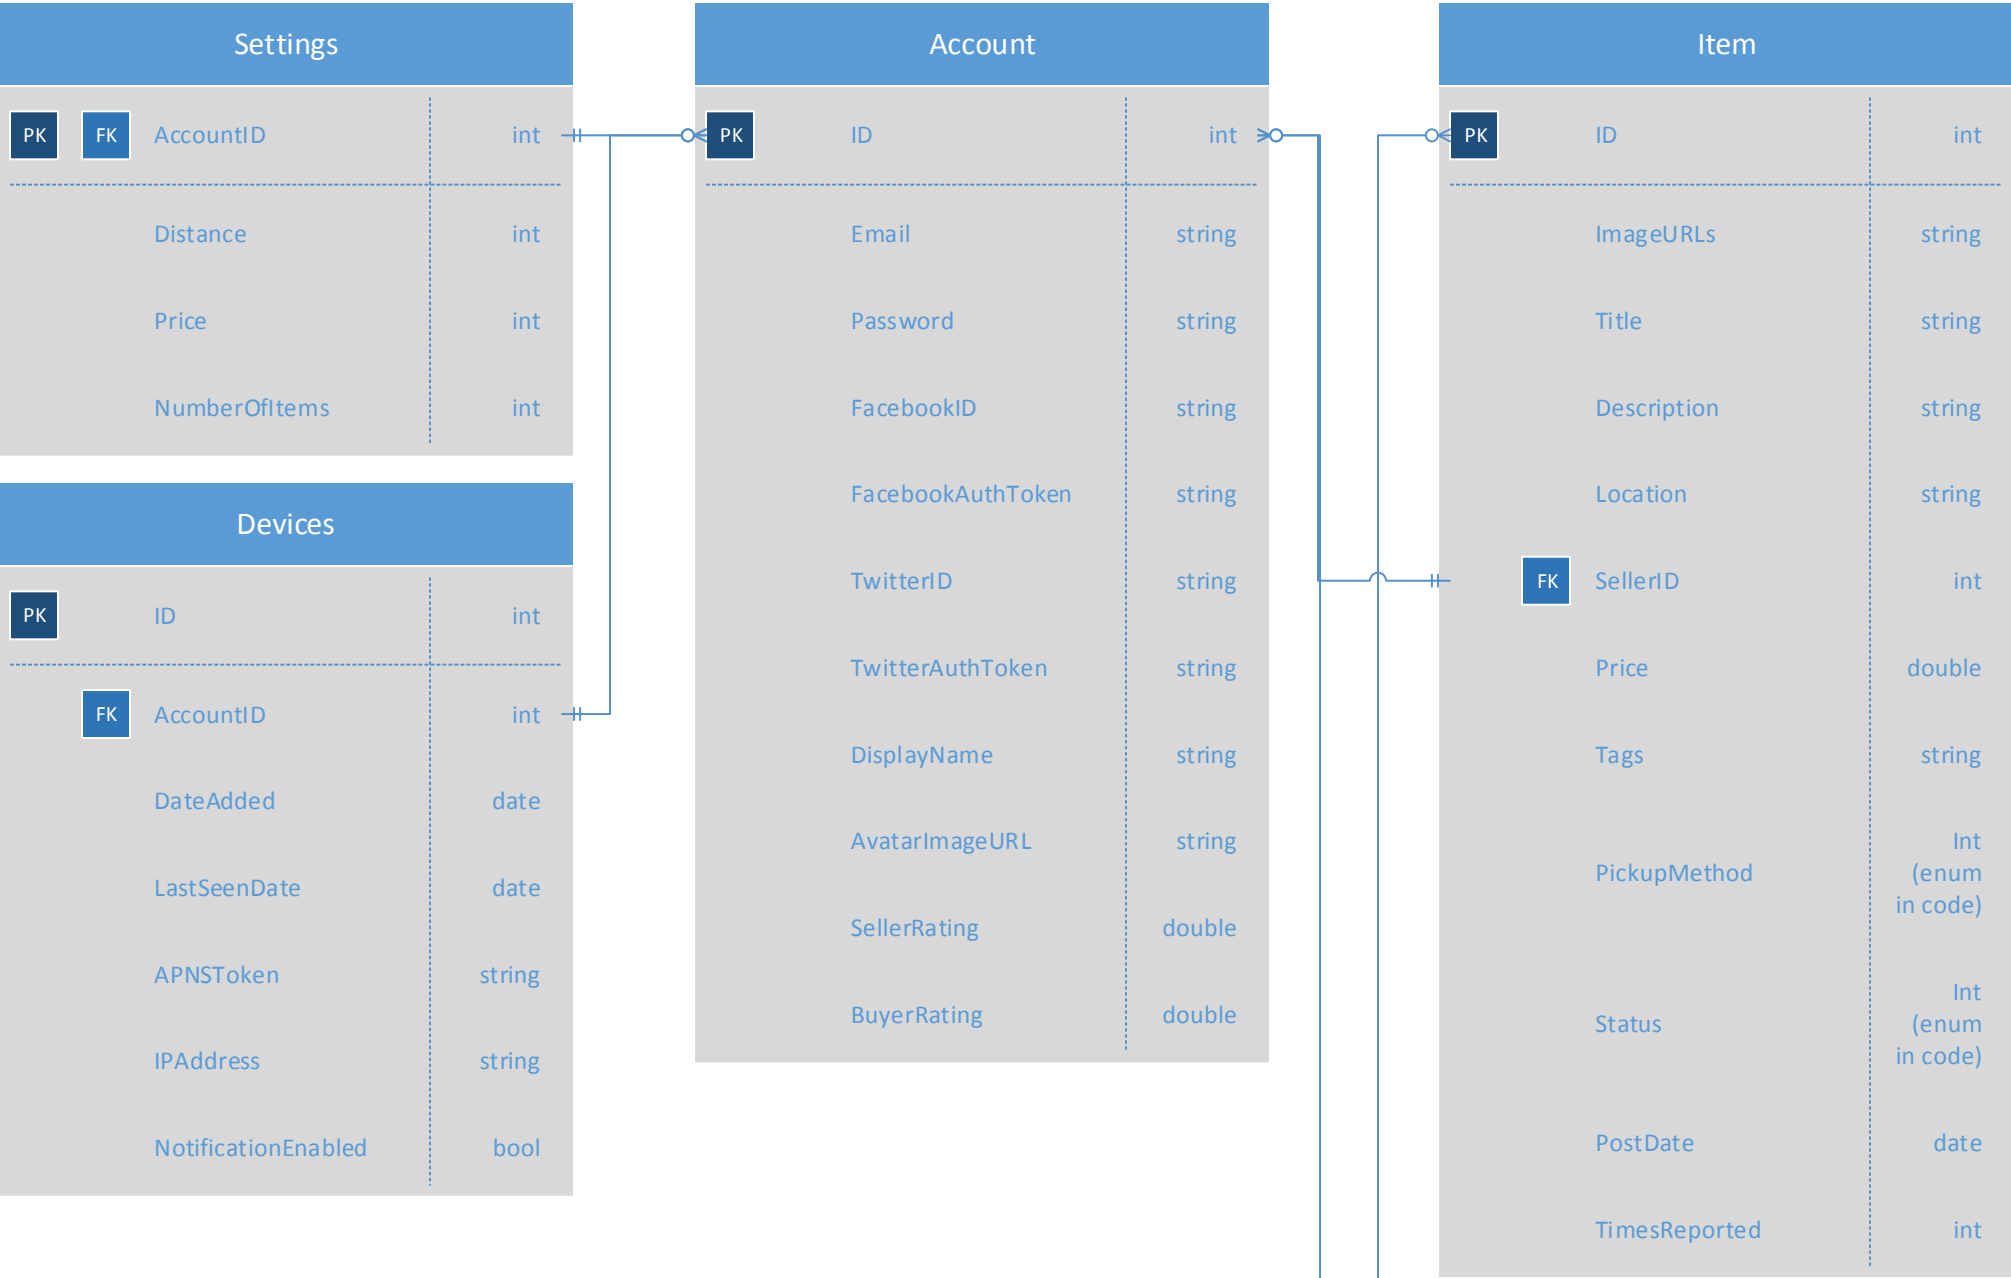 Settings
PK FK AccountID int
Distance int
Price int
NumberOfItems int
Devices
PK ID int
FK AccountID int
DateAdded date
LastSeenDate date
APNSToken string
IPAddress string
NotificationEnabled bool
Account
PK ID int
Email string
Password string
FacebookID string
FacebookAuthToken string
TwitterID string
TwitterAuthToken string
DisplayName string
AvatarImageURL string
SellerRating double
BuyerRating double
Item
PK ID int
ImageURLs string
Title string
Description string
Location string
FK SellerID int
Price double
Tags string
PickupMethod Int
(enum
in code)
Status Int
(enum
in code)
PostDate date
TimesReported int